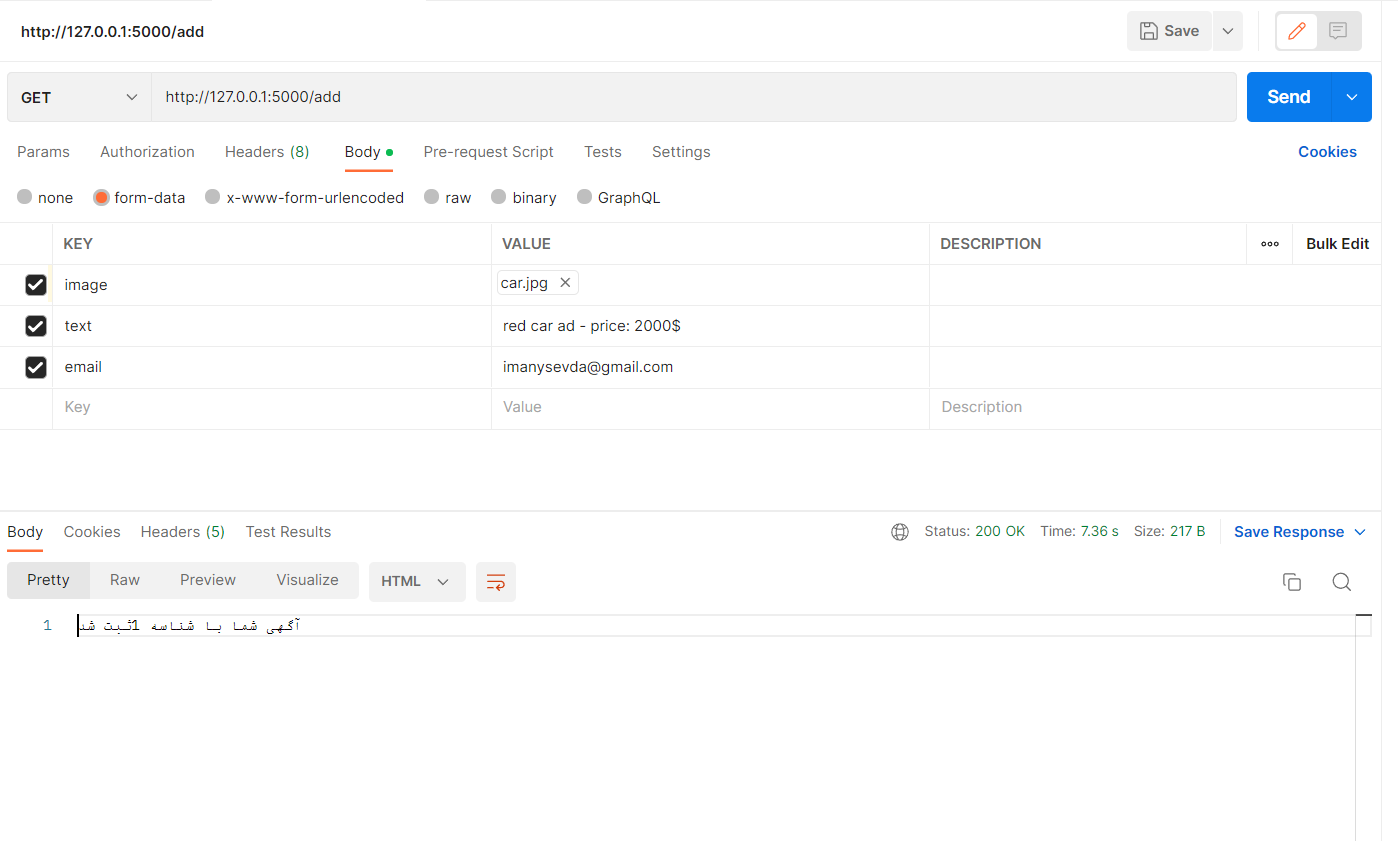 http://127.0.0.1:5000/add
Save
GET http://127.0.0.1:5000/add Send
Params Authorization Headers (8) Body Pre-request Script Tests Settings Cookies
none form-data x-www-form-urlencoded raw binary GraphQL
KEY VALUE DESCRIPTION ooo Bulk Edit
image car.jpg
text red car ad - price: 2000$
email imanysevda@gmail.com
Key Value Description
Body Cookies Headers (5) Test Results Status: 200 OK Time: 7.36 s Size: 217 B Save Response
Pretty Raw Preview Visualize HTML
1 آگهی شما با شناسه 1ثبت شد